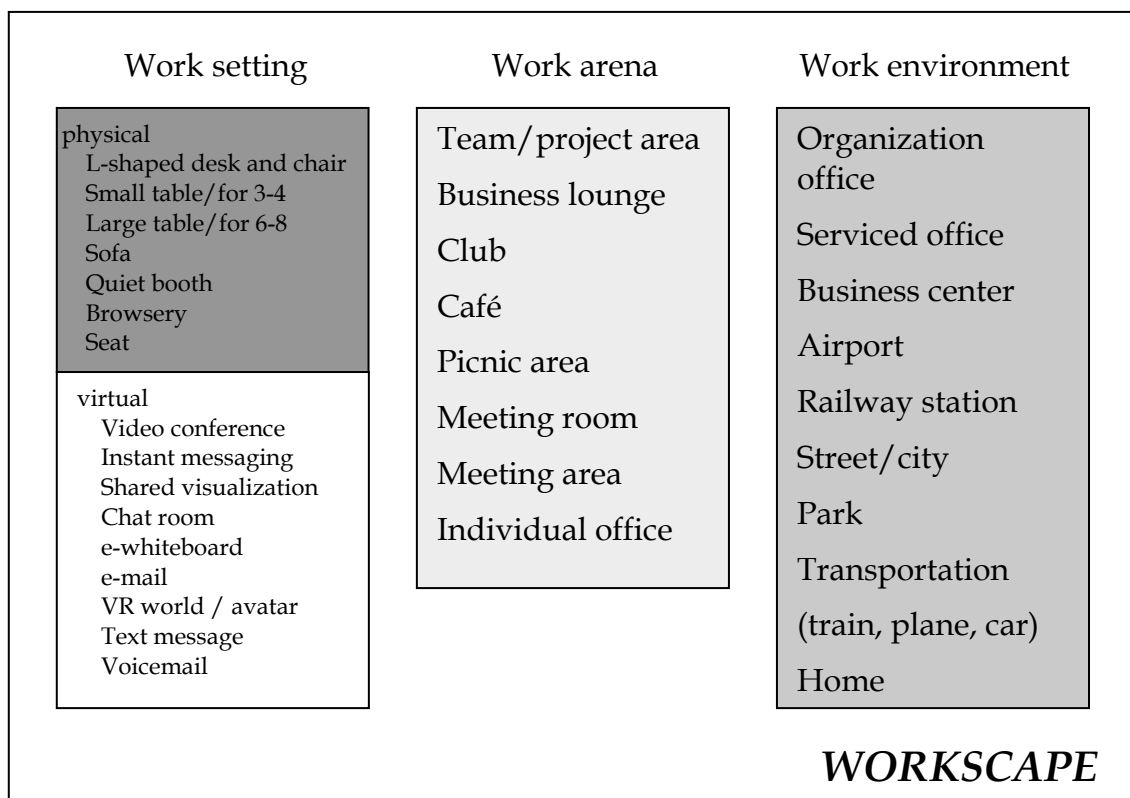 Work setting
physical
L-shaped desk and chair
Small table/for 3-4
Large table/for 6-8
Sofa
Quiet booth
Browsery
Seat
virtual
Video conference
Instant messaging
Shared visualization
Chat room
e-whiteboard
e-mail
VR world / avatar
Text message
Voicemail
Work arena
Team/project area
Business lounge
Club
Café
Picnic area
Meeting room
Meeting area
Individual office
Work environment
Organization
office
Serviced office
Business center
Airport
Railway station
Street/city
Park
Transportation
(train, plane, car)
Home
WORKSCAPE